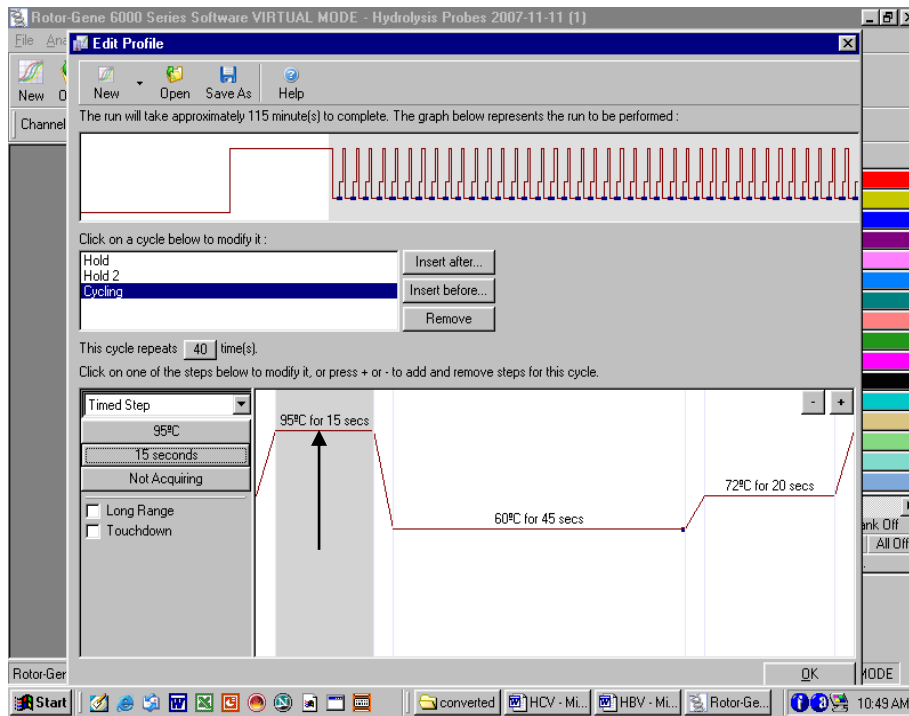 Rotor-Gene 6000 Series Software VIRTUAL MODE - Hydrolysis Probes 2007-11-11 (1)
File Ana
Edit Profile
New O
New Open Save As Help
Channel
The run will take approximately 115 minute(s) to complete. The graph below represents the run to be performed :
Click on a cycle below to modify it :
Hold
Hold 2
Cycling
Insert after...
Insert before...
Remove
This cycle repeats 40 time(s).
Click on one of the steps below to modify it, or press + or - to add and remove steps for this cycle.
Timed Step
95ºC
15 seconds
Not Acquiring
Long Range
Touchdown
- +
95ºC for 15 secs
60ºC for 45 secs
72ºC for 20 secs
ank Off
All Off
OK
Rotor-Ger
MODE
Start
converted
HCV - Mi...
HBV - Mi...
Rotor-Ge...
10:49 AM